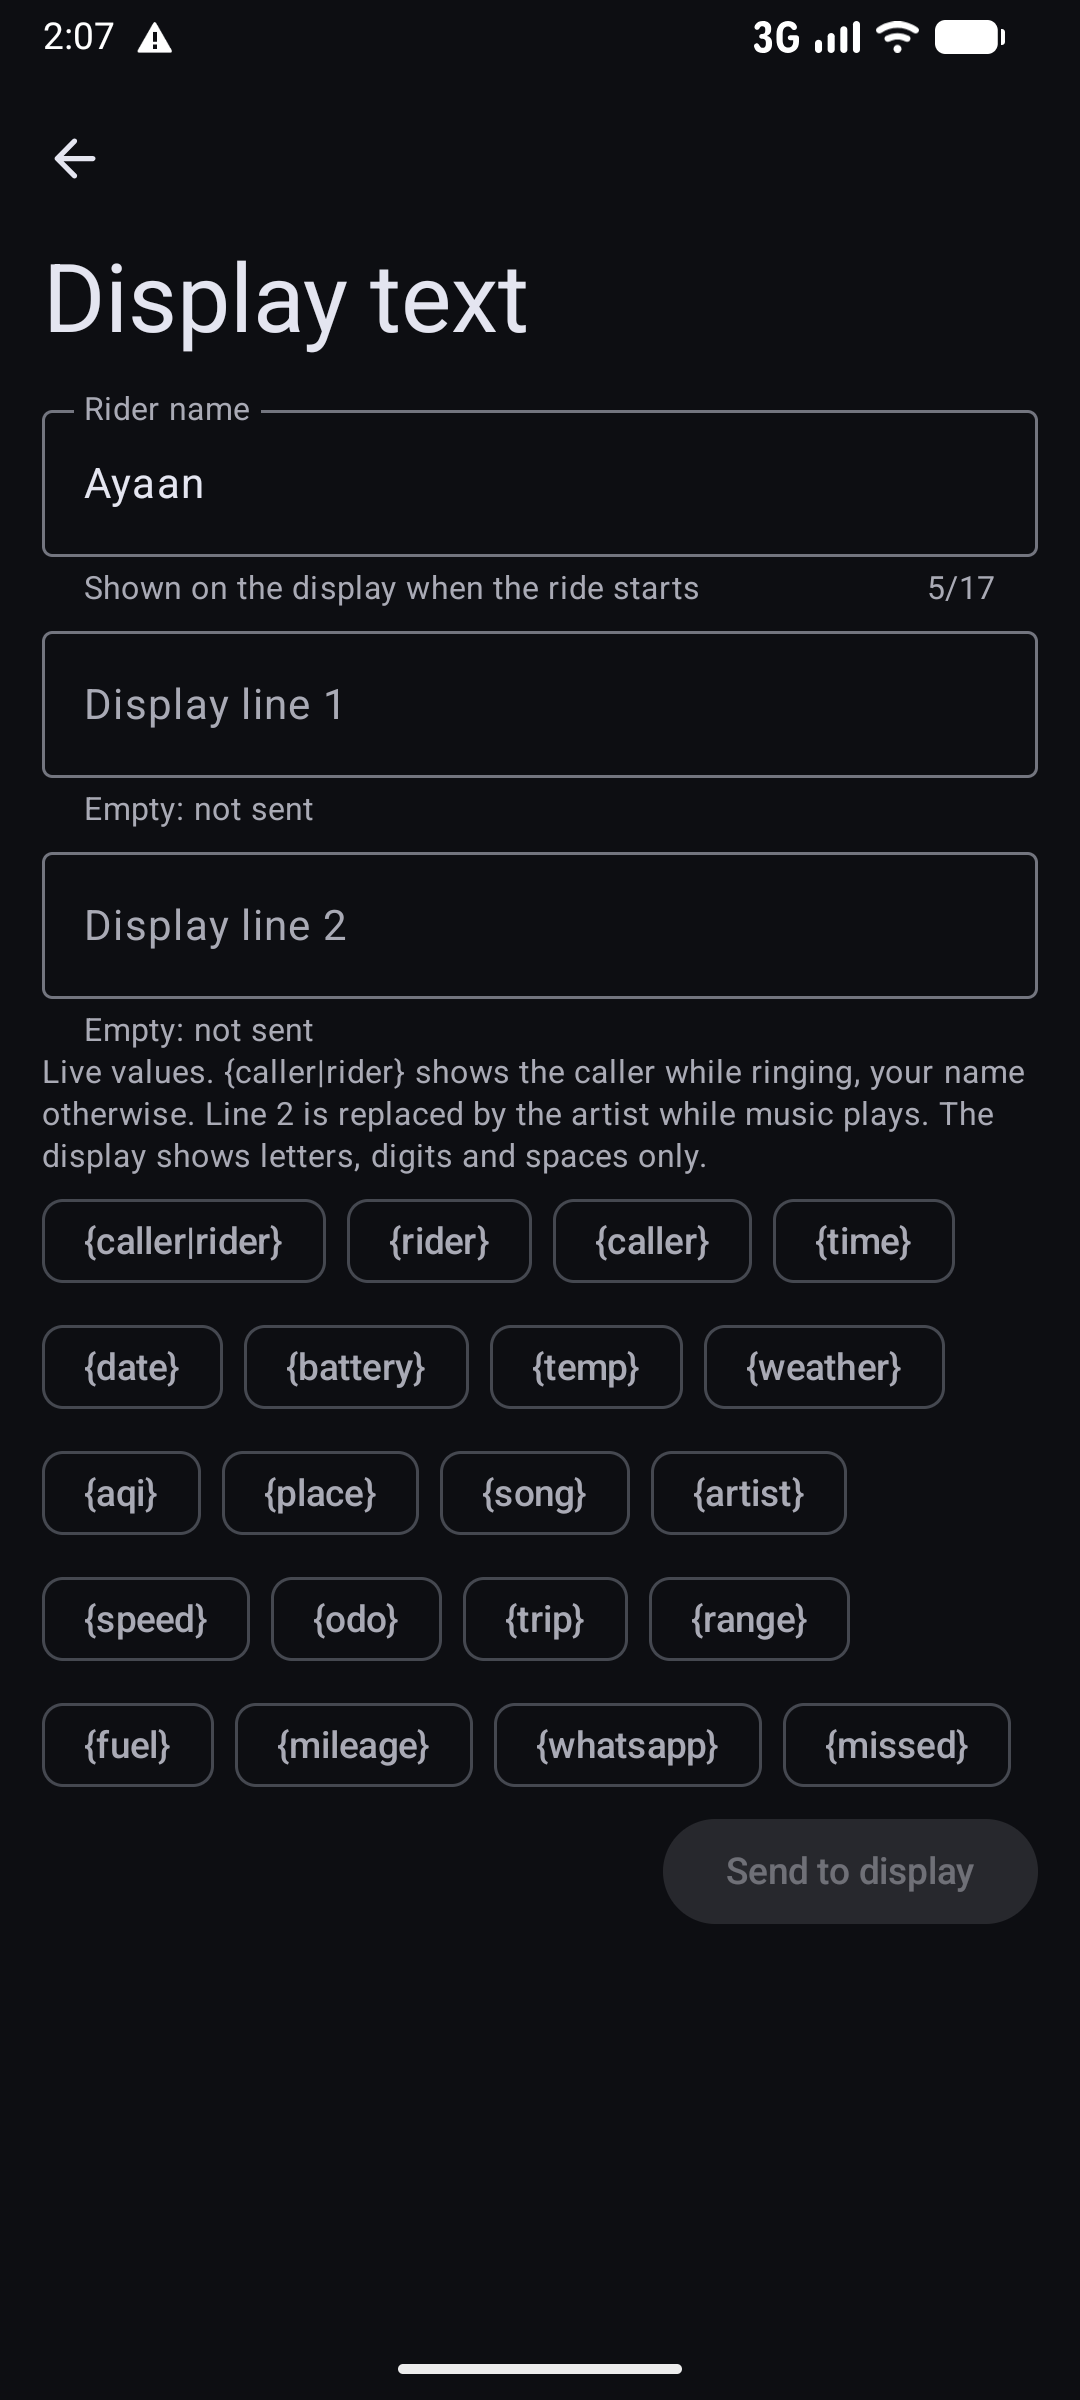 2:07
3G
Display text
Rider name
Ayaan
Shown on the display when the ride starts 5/17
Display line 1
Empty: not sent
Display line 2
Empty: not sent
Live values. {caller|rider} shows the caller while ringing, your name
otherwise. Line 2 is replaced by the artist while music plays. The
display shows letters, digits and spaces only.
{caller|rider} {rider} {caller} {time}
{date} {battery} {temp} {weather}
{aqi} {place} {song} {artist}
{speed} {odo} {trip} {range}
{fuel} {mileage} {whatsapp} {missed}
Send to display